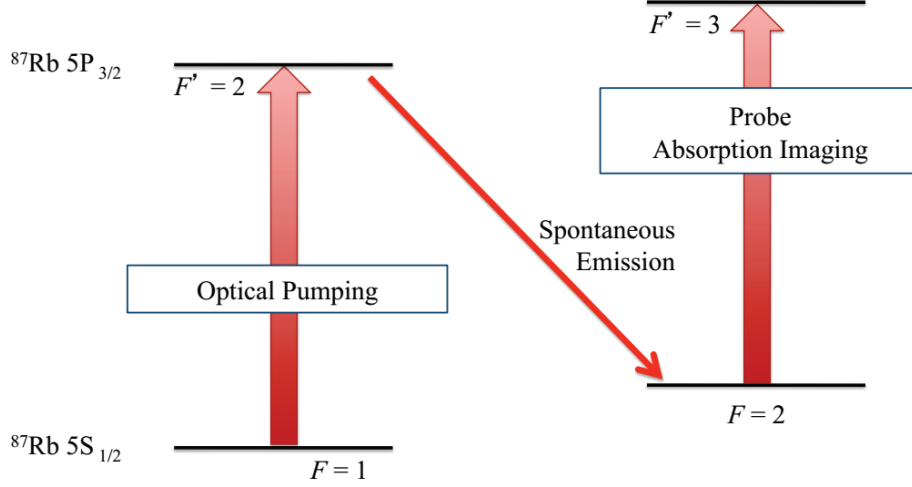 ⁸⁷Rb 5P 3/2
F' = 2
F' = 3
Probe
Absorption Imaging
Spontaneous
Emission
Optical Pumping
F = 2
⁸⁷Rb 5S 1/2
F = 1